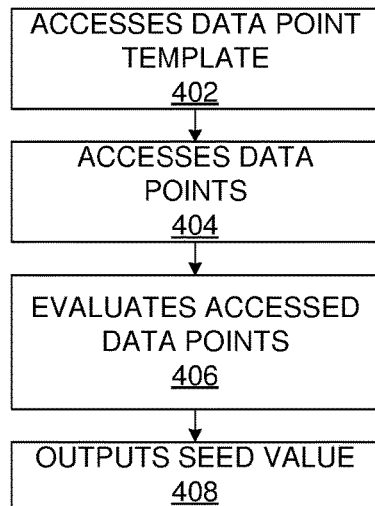 ACCESSES DATA POINT
TEMPLATE
402
ACCESSES DATA
POINTS
404
EVALUATES ACCESSED
DATA POINTS
406
OUTPUTS SEED VALUE
408